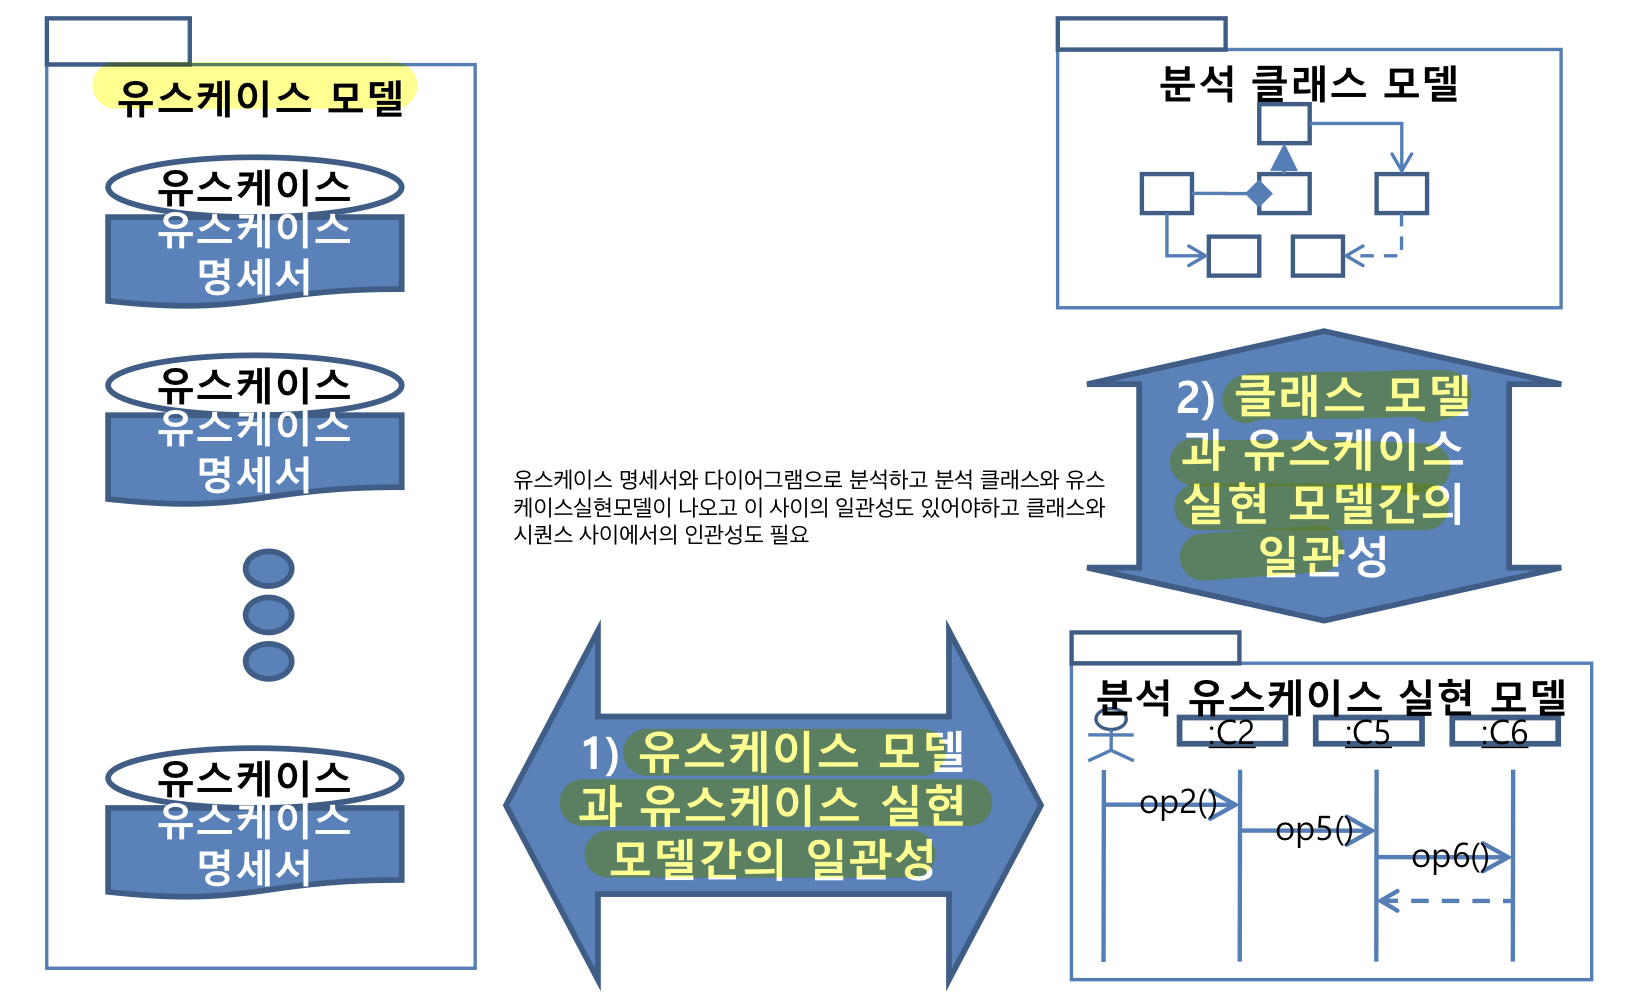 유스케이스 모델
유스케이스
유스케이스
명세서
유스케이스
유스케이스
명세서
유스케이스
유스케이스
명세서
유스케이스 명세서와 다이어그램으로 분석하고 분석 클래스와 유스
케이스실현모델이 나오고 이 사이의 일관성도 있어야하고 클래스와
시퀀스 사이에서의 인관성도 필요
1) 유스케이스 모델
과 유스케이스 실현
모델간의 일관성
분석 클래스 모델
2) 클래스 모델
과 유스케이스
실현 모델간의
일관성
분석 유스케이스 실현 모델
:C2 :C5 :C6
op2()
op5()
op6()